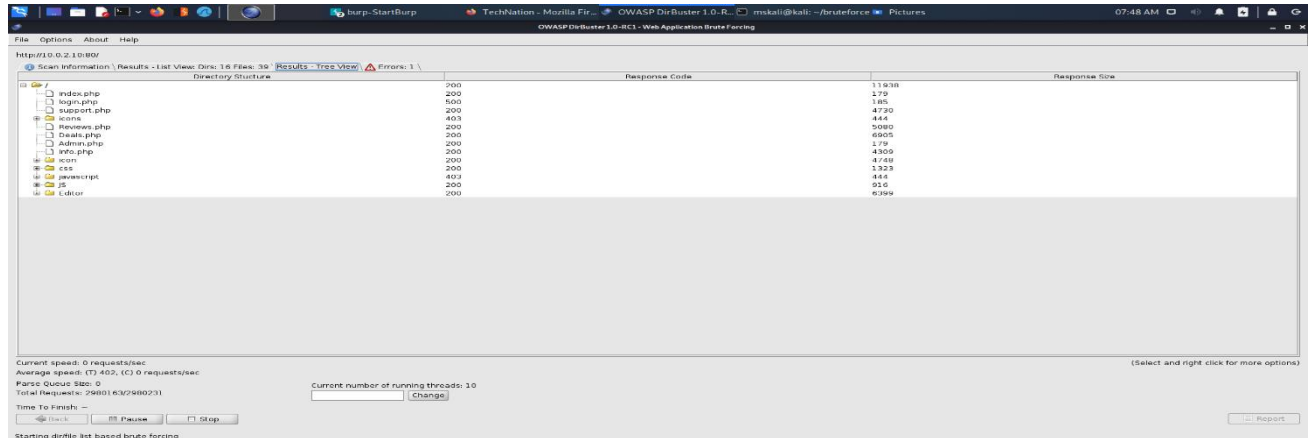 burp-StartBurp TechNation - Mozilla Fir... OWASP DirBuster 1.0-R... mskali@kali: ~/bruteforce Pictures 07:48 AM
OWASP DirBuster 1.0-RC1 - Web Application Brute Forcing
File Options About Help
http://10.0.2.10:80/
Scan Information \ Results - List View: Dirs: 16 Files: 39 \ Results - Tree View \ Errors: 1 \
Directory Stucture Response Code Response Size
/ 200 11938
index.php 200 179
login.php 500 185
support.php 200 4730
icons 403 444
Reviews.php 200 5080
Deals.php 200 6905
Admin.php 200 179
info.php 200 4309
icon 200 4748
css 200 1323
javascript 403 444
JS 200 916
Editor 200 6399
Current speed: 0 requests/sec (Select and right click for more options)
Average speed: (T) 402, (C) 0 requests/sec
Parse Queue Size: 0 Current number of running threads: 10
Total Requests: 2980163/2980231 Change
Time To Finish: --
Back Pause Stop Report
Starting dir/file list based brute forcing